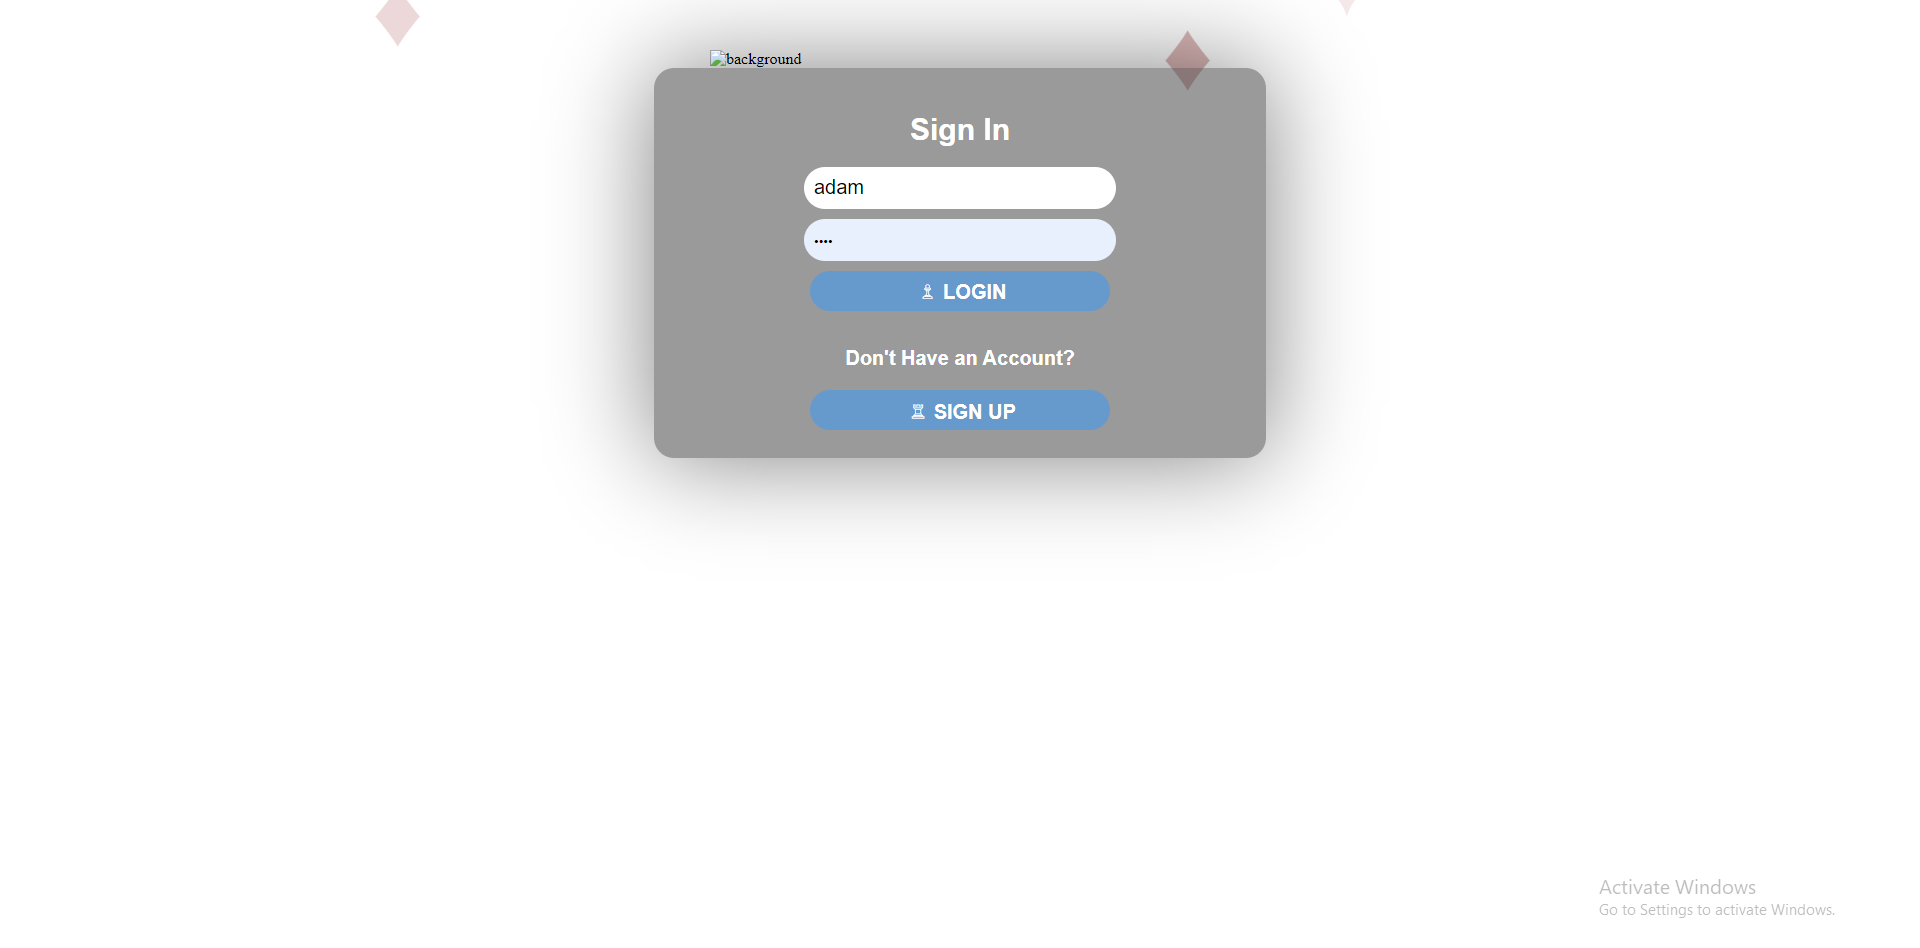 background
Sign In
adam
••••
♗ LOGIN
Don't Have an Account?
♖ SIGN UP
Activate Windows
Go to Settings to activate Windows.